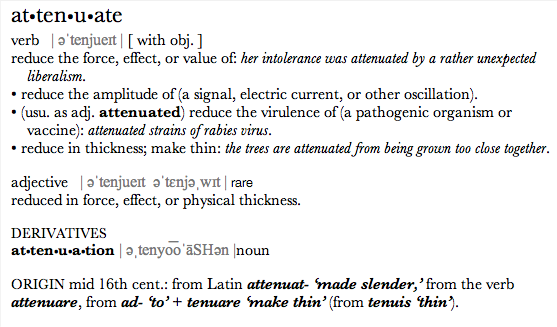 at•ten•u•ate
verb | əˈtenjueɪt | [ with obj. ]
reduce the force, effect, or value of: her intolerance was attenuated by a rather unexpected
liberalism.
• reduce the amplitude of (a signal, electric current, or other oscillation).
• (usu. as adj. attenuated) reduce the virulence of (a pathogenic organism or
vaccine): attenuated strains of rabies virus.
• reduce in thickness; make thin: the trees are attenuated from being grown too close together.
adjective | əˈtenjueɪt əˈtɛnjəˌwɪt | rare
reduced in force, effect, or physical thickness.
DERIVATIVES
at•ten•u•a•tion | əˌtenyo͞oˈāSHən |noun
ORIGIN mid 16th cent.: from Latin attenuat- ‘made slender,’ from the verb
attenuare, from ad- ‘to’ + tenuare ‘make thin’ (from tenuis ‘thin’).